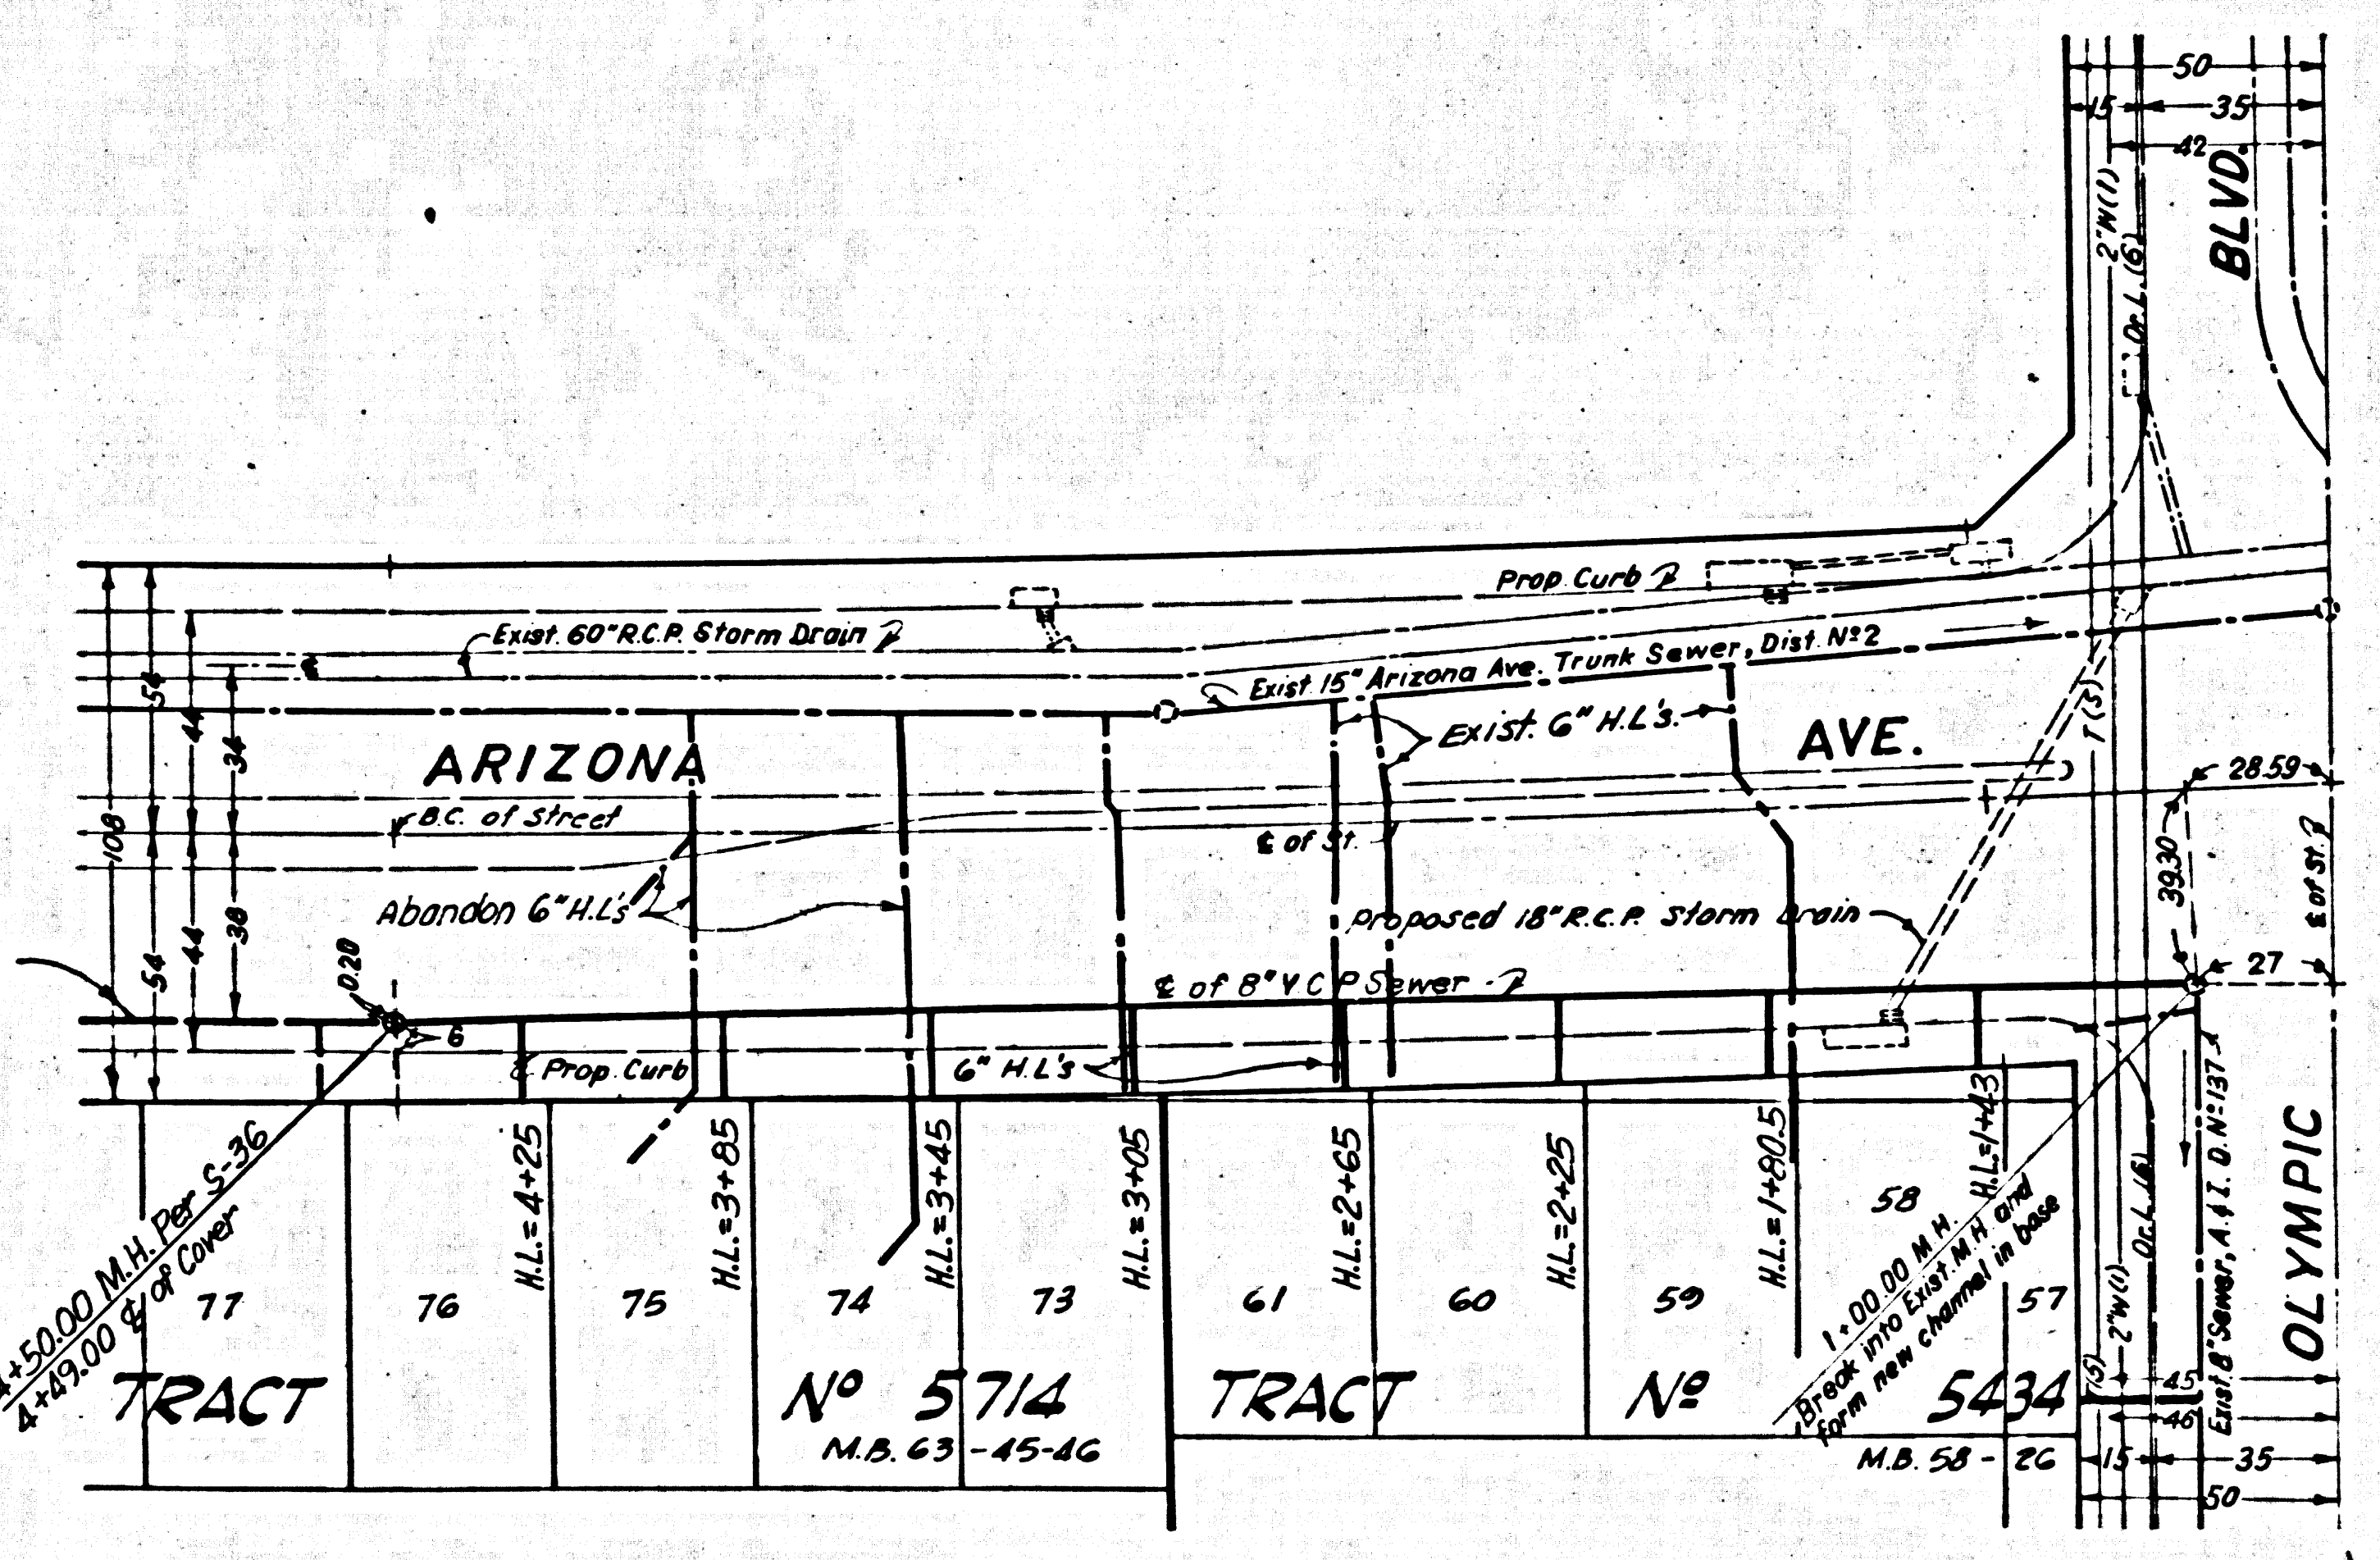 50
15
35
42
BLVD.
2"W(1)
Or.L.(6)
Prop. Curb
Exist. 60" R.C.P. Storm Drain
Exist. 15" Arizona Ave. Trunk Sewer, Dist. Nº 2
Exist. 6" H.L's.
ARIZONA
AVE.
T(5)
54
44
34
108
B.C. of Street
℄ of St.
28.59
39.30
℄ of St.
Abandon 6" H.L's
Proposed 18" R.C.P. Storm Drain
38
44
54
0.20
℄ of 8" V.C.P. Sewer
27
6
Prop. Curb
6" H.L's
4+50.00 M.H. Per S-36
4+49.00 ℄ of Cover
H.L.=4+25
H.L.=3+85
H.L.=3+45
H.L.=3+05
H.L.=2+65
H.L.=2+25
H.L.=1+80.5
H.L.=1+43
1+00.00 M.H.
Break into Exist. M.H. and
form new channel in base
77
76
75
74
73
61
60
59
58
57
TRACT Nº 5714
M.B. 63-45-46
TRACT Nº 5434
M.B. 58-26
Or.L.(6)
2"W(1)
T(5)
Exist. 8" Sewer, A.&I.D. Nº 137
OLYMPIC
45
46
15
35
50